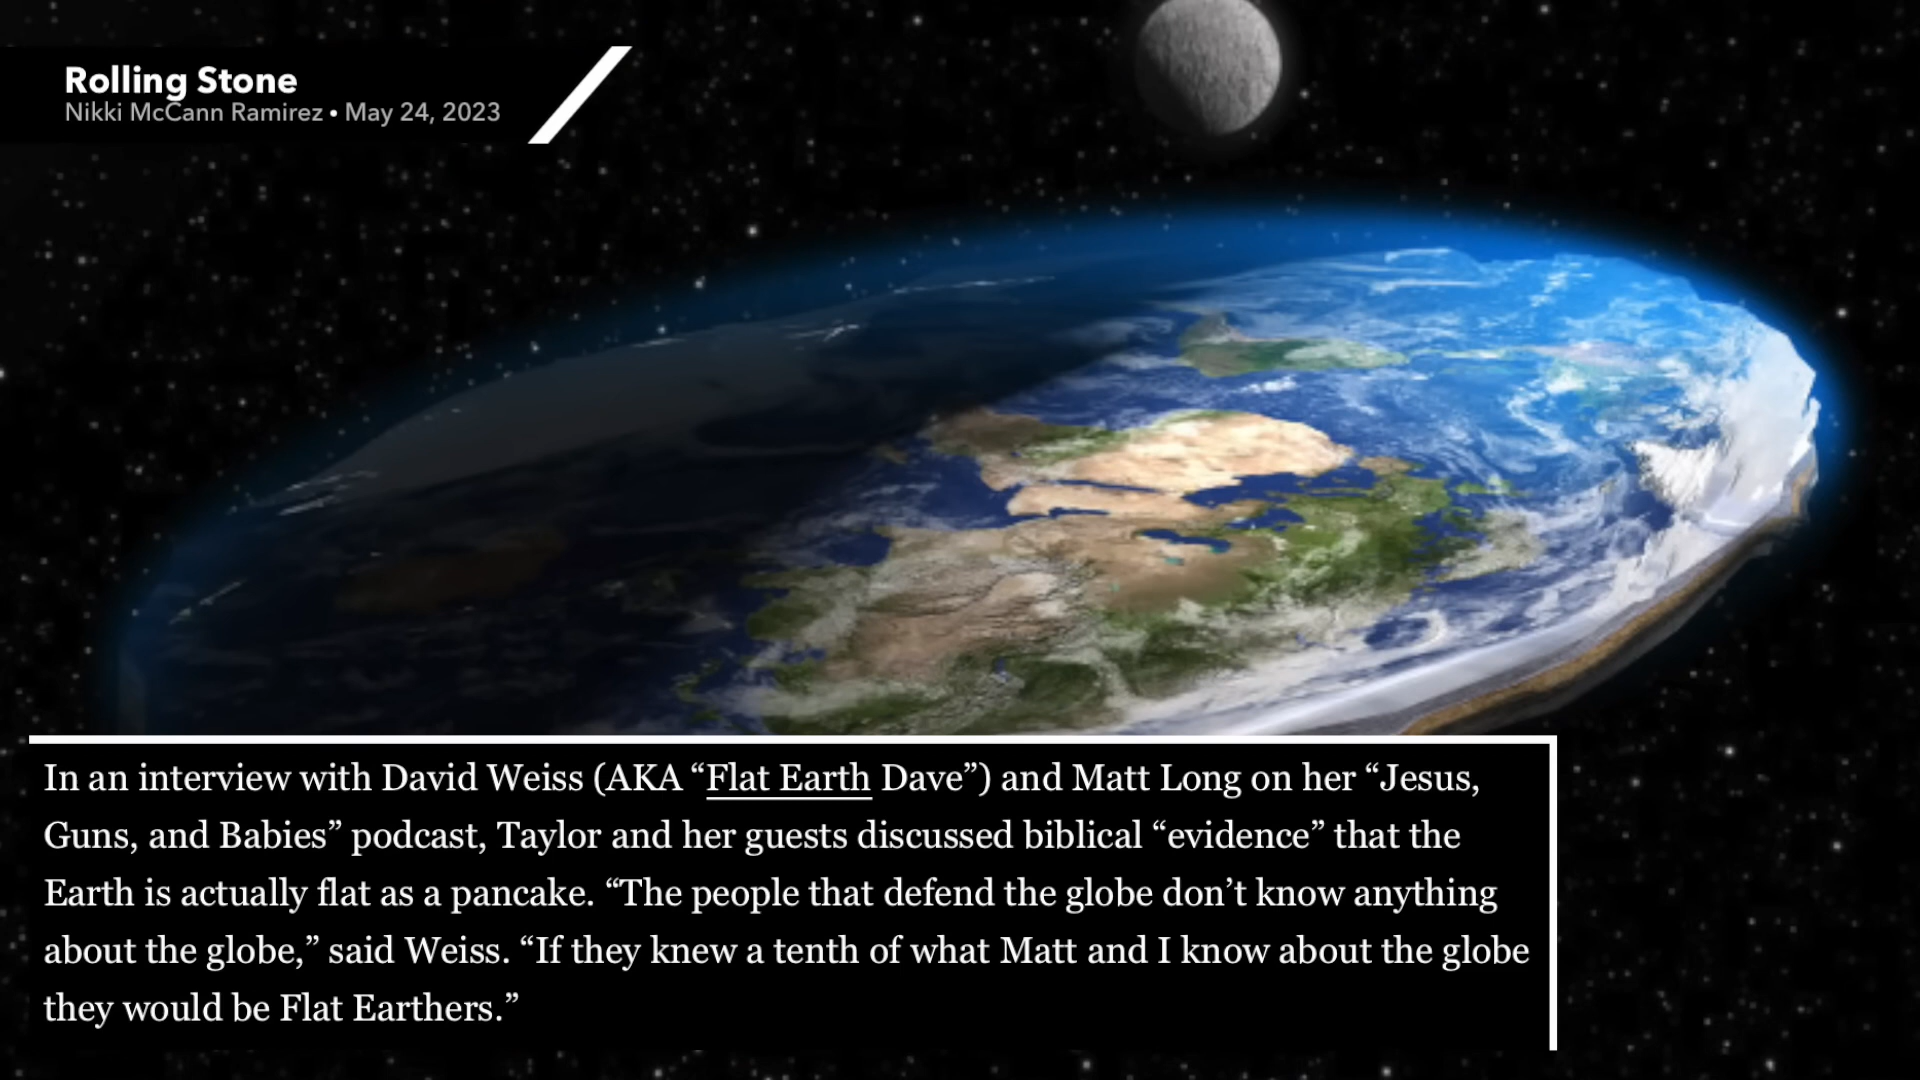 Rolling Stone
Nikki McCann Ramirez • May 24, 2023
In an interview with David Weiss (AKA “Flat Earth Dave”) and Matt Long on her “Jesus,
Guns, and Babies” podcast, Taylor and her guests discussed biblical “evidence” that the
Earth is actually flat as a pancake. “The people that defend the globe don’t know anything
about the globe,” said Weiss. “If they knew a tenth of what Matt and I know about the globe
they would be Flat Earthers.”